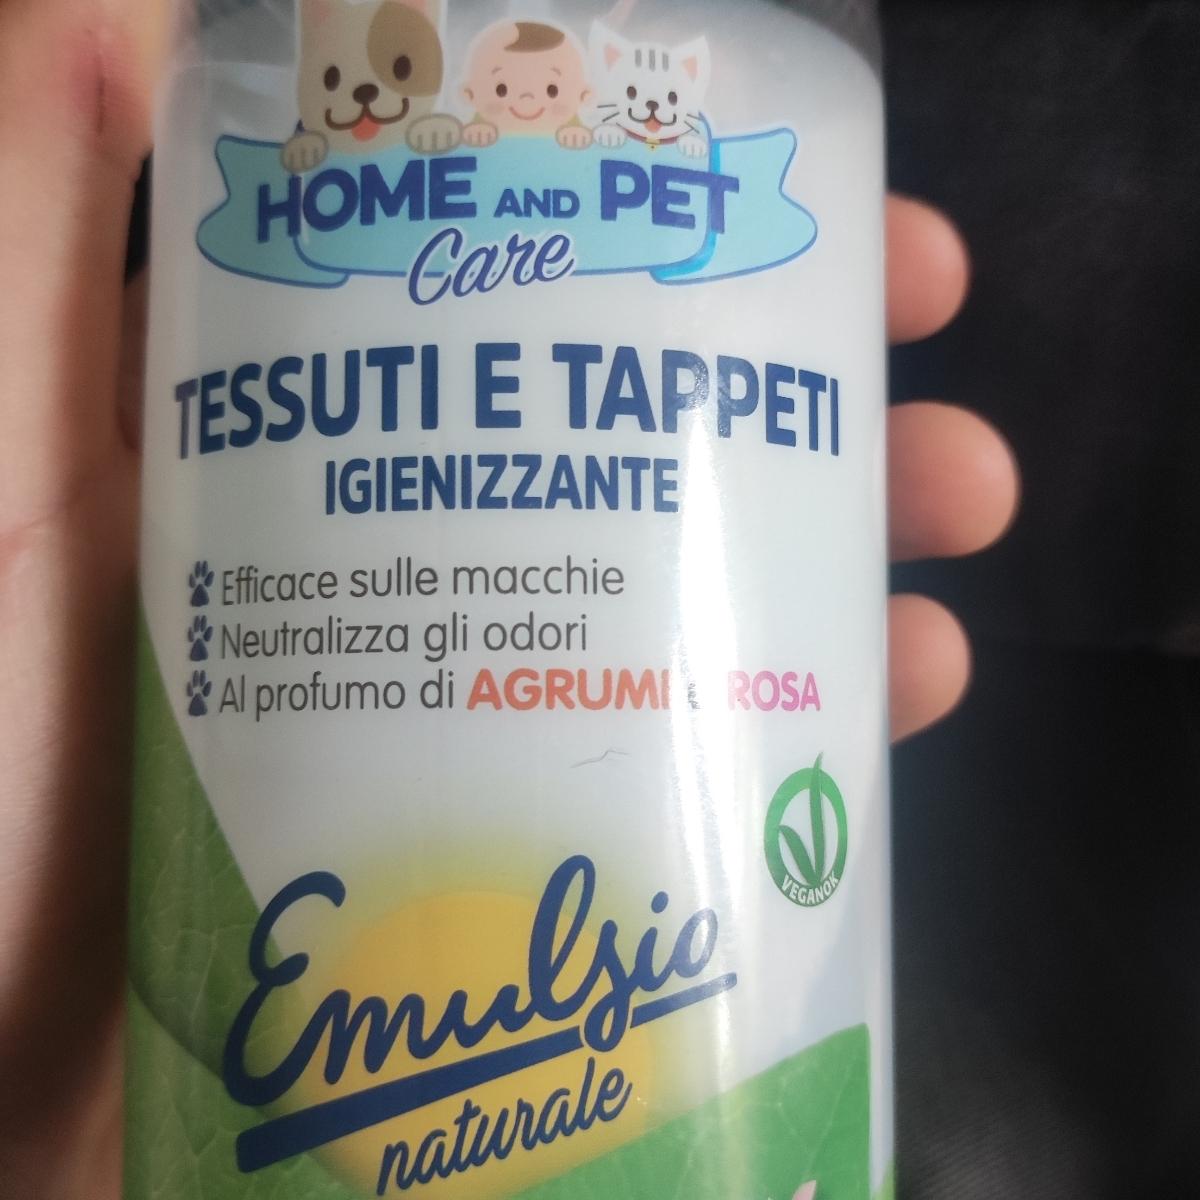 HOME AND PET
Care
TESSUTI E TAPPETI
IGIENIZZANTE
Efficace sulle macchie
Neutralizza gli odori
Al profumo di AGRUMI ROSA
VEGANOK
Emulsio
naturale